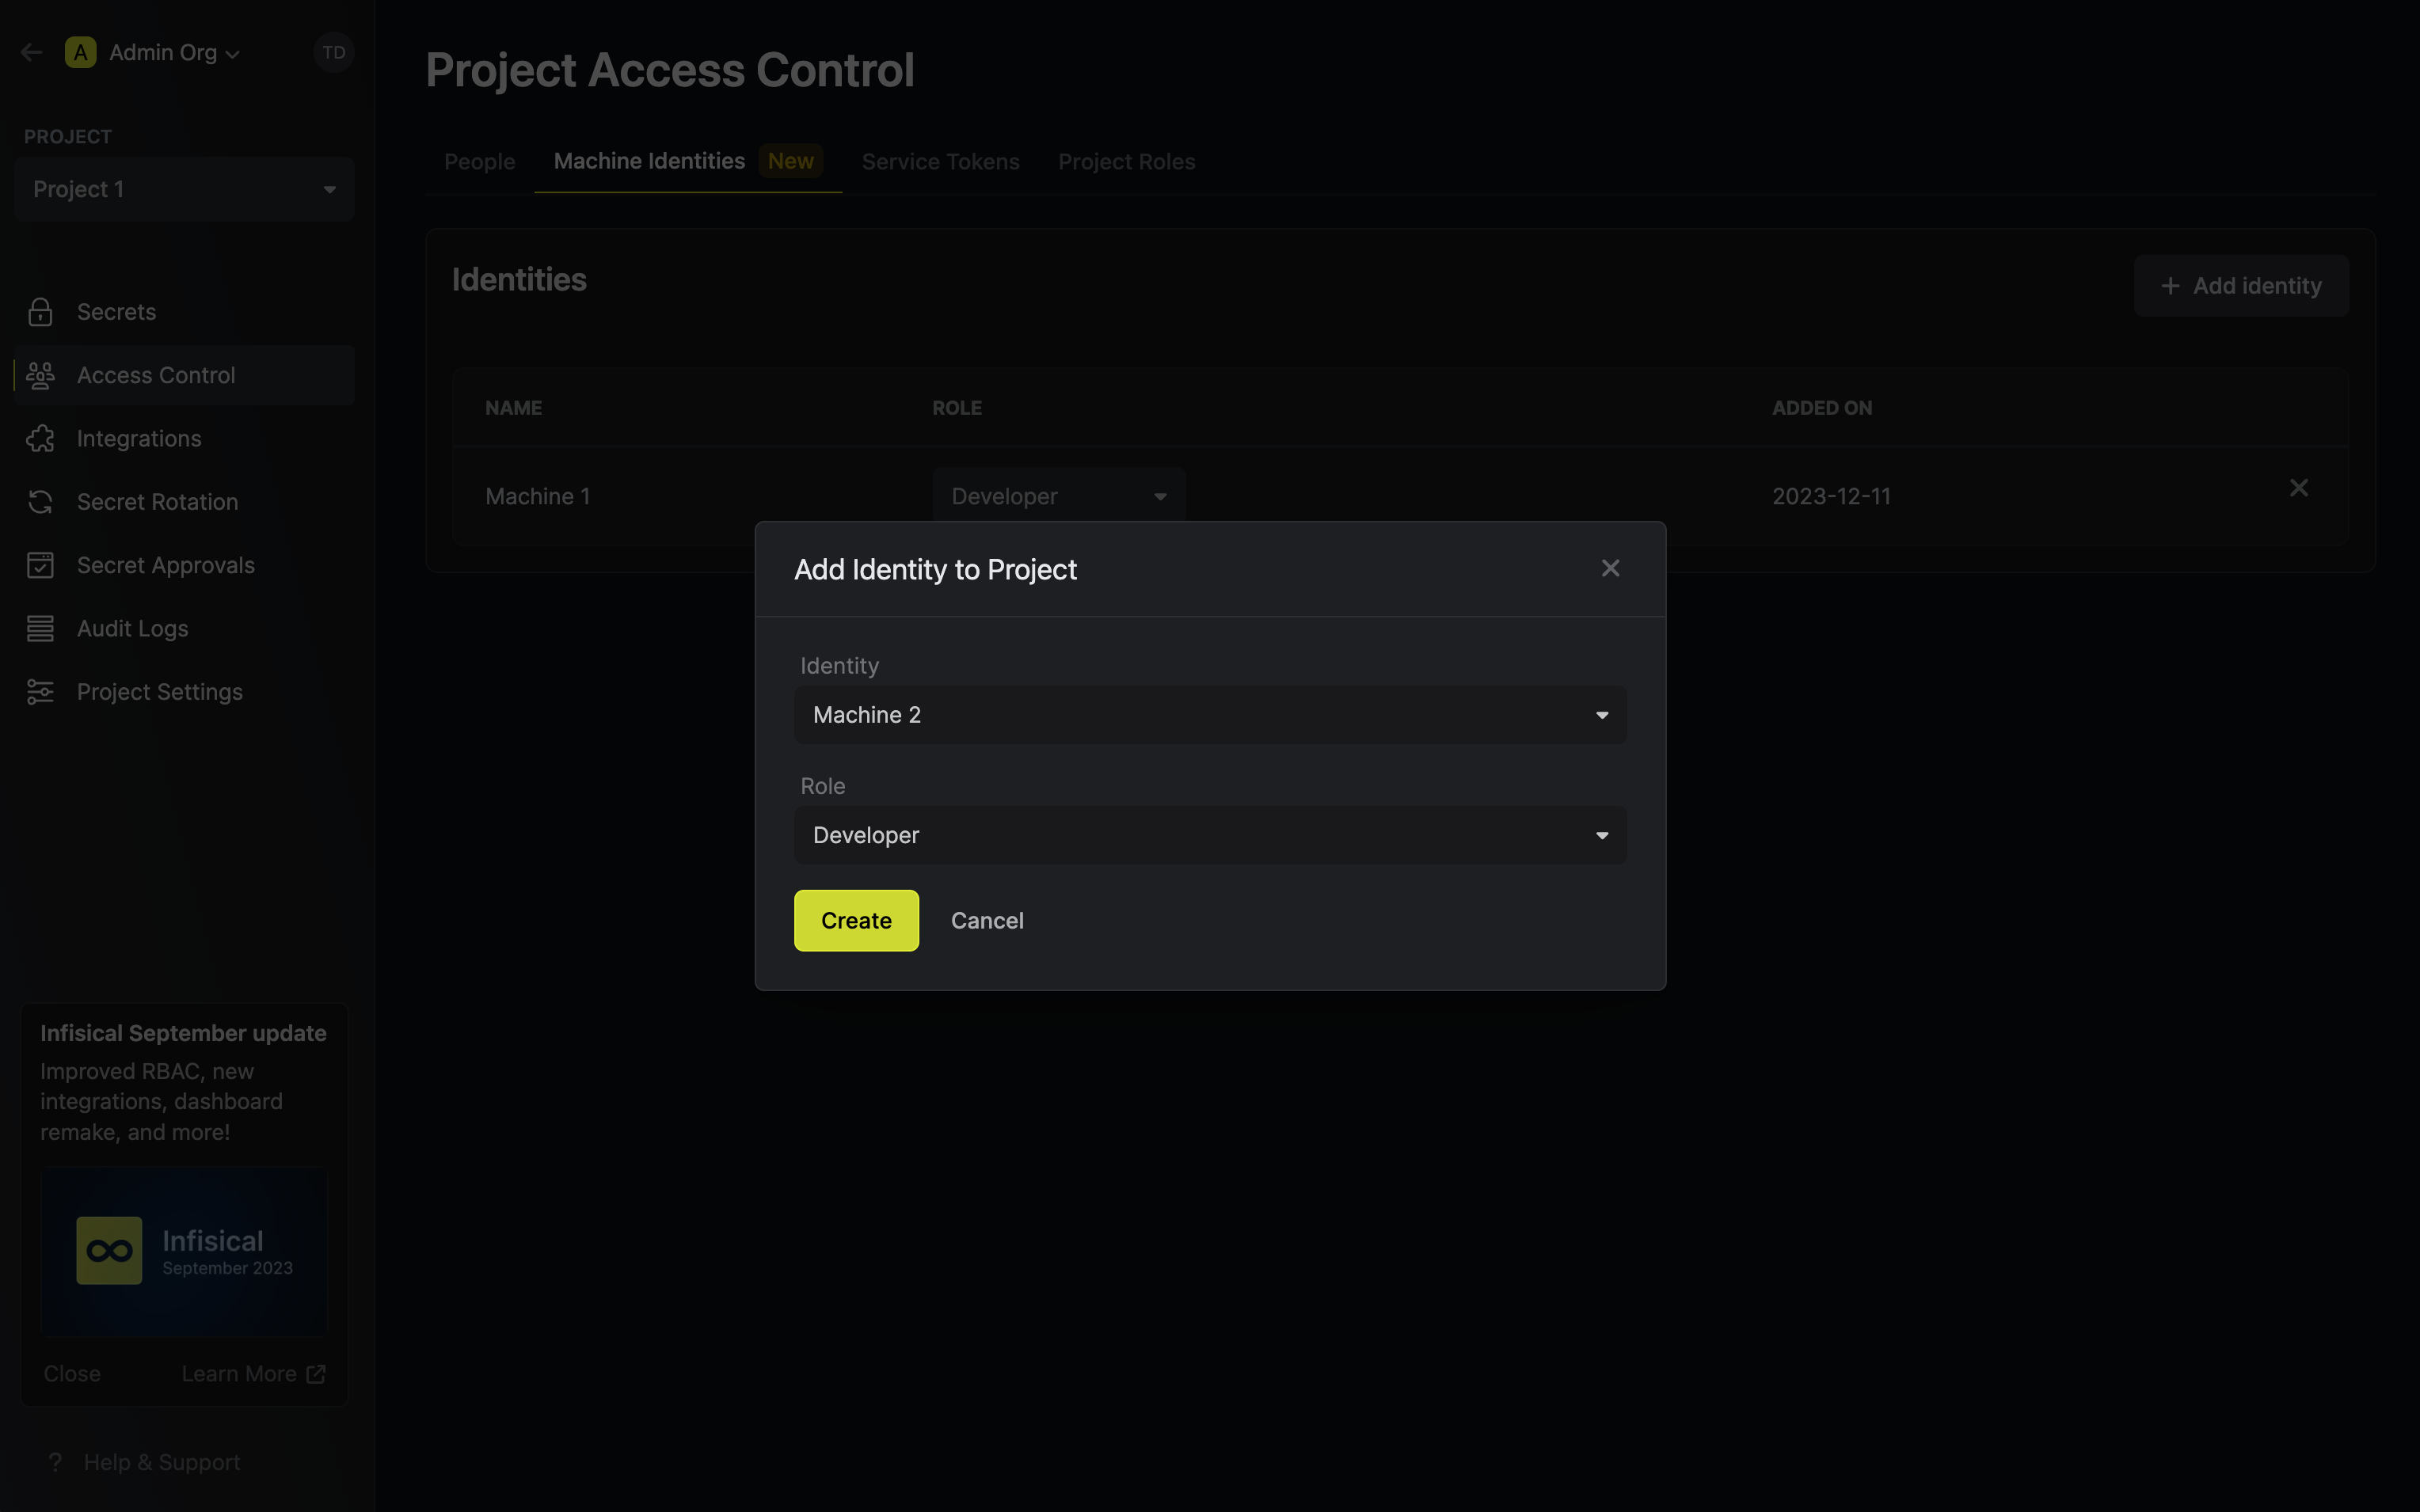 A Admin Org
TD
PROJECT
Project 1
Secrets
Access Control
Integrations
Secret Rotation
Secret Approvals
Audit Logs
Project Settings
Infisical September update
Improved RBAC, new
integrations, dashboard
remake, and more!
Infisical
September 2023
Close Learn More
? Help & Support
Project Access Control
People Machine Identities New Service Tokens Project Roles
Identities
+ Add identity
NAME ROLE ADDED ON
Machine 1 Developer 2023-12-11
Add Identity to Project
Identity
Machine 2
Role
Developer
Create Cancel